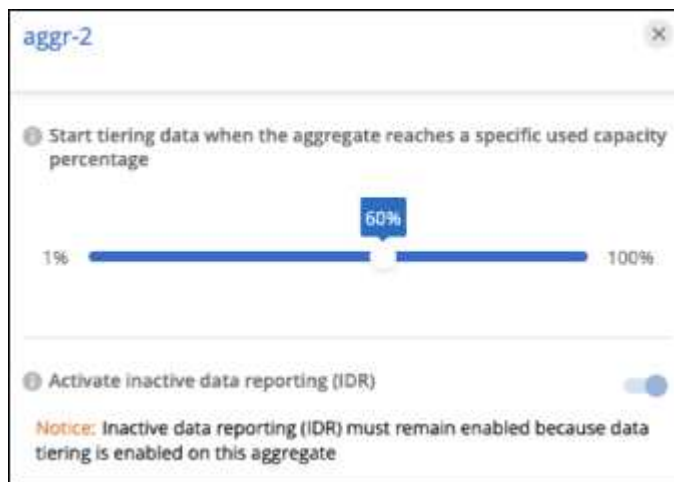 aggr-2
Start tiering data when the aggregate reaches a specific used capacity
percentage
60%
1%
100%
Activate inactive data reporting (IDR)
Notice: Inactive data reporting (IDR) must remain enabled because data
tiering is enabled on this aggregate